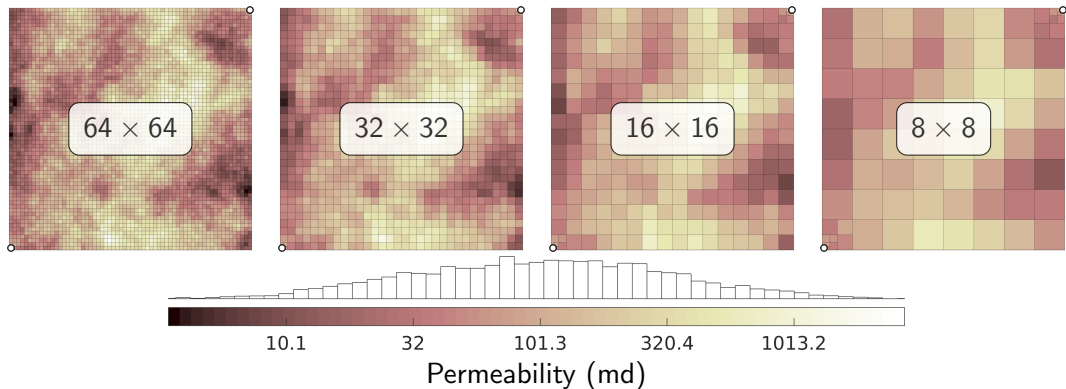 64 × 64
32 × 32
16 × 16
8 × 8
10.1 32 101.3 320.4 1013.2
Permeability (md)